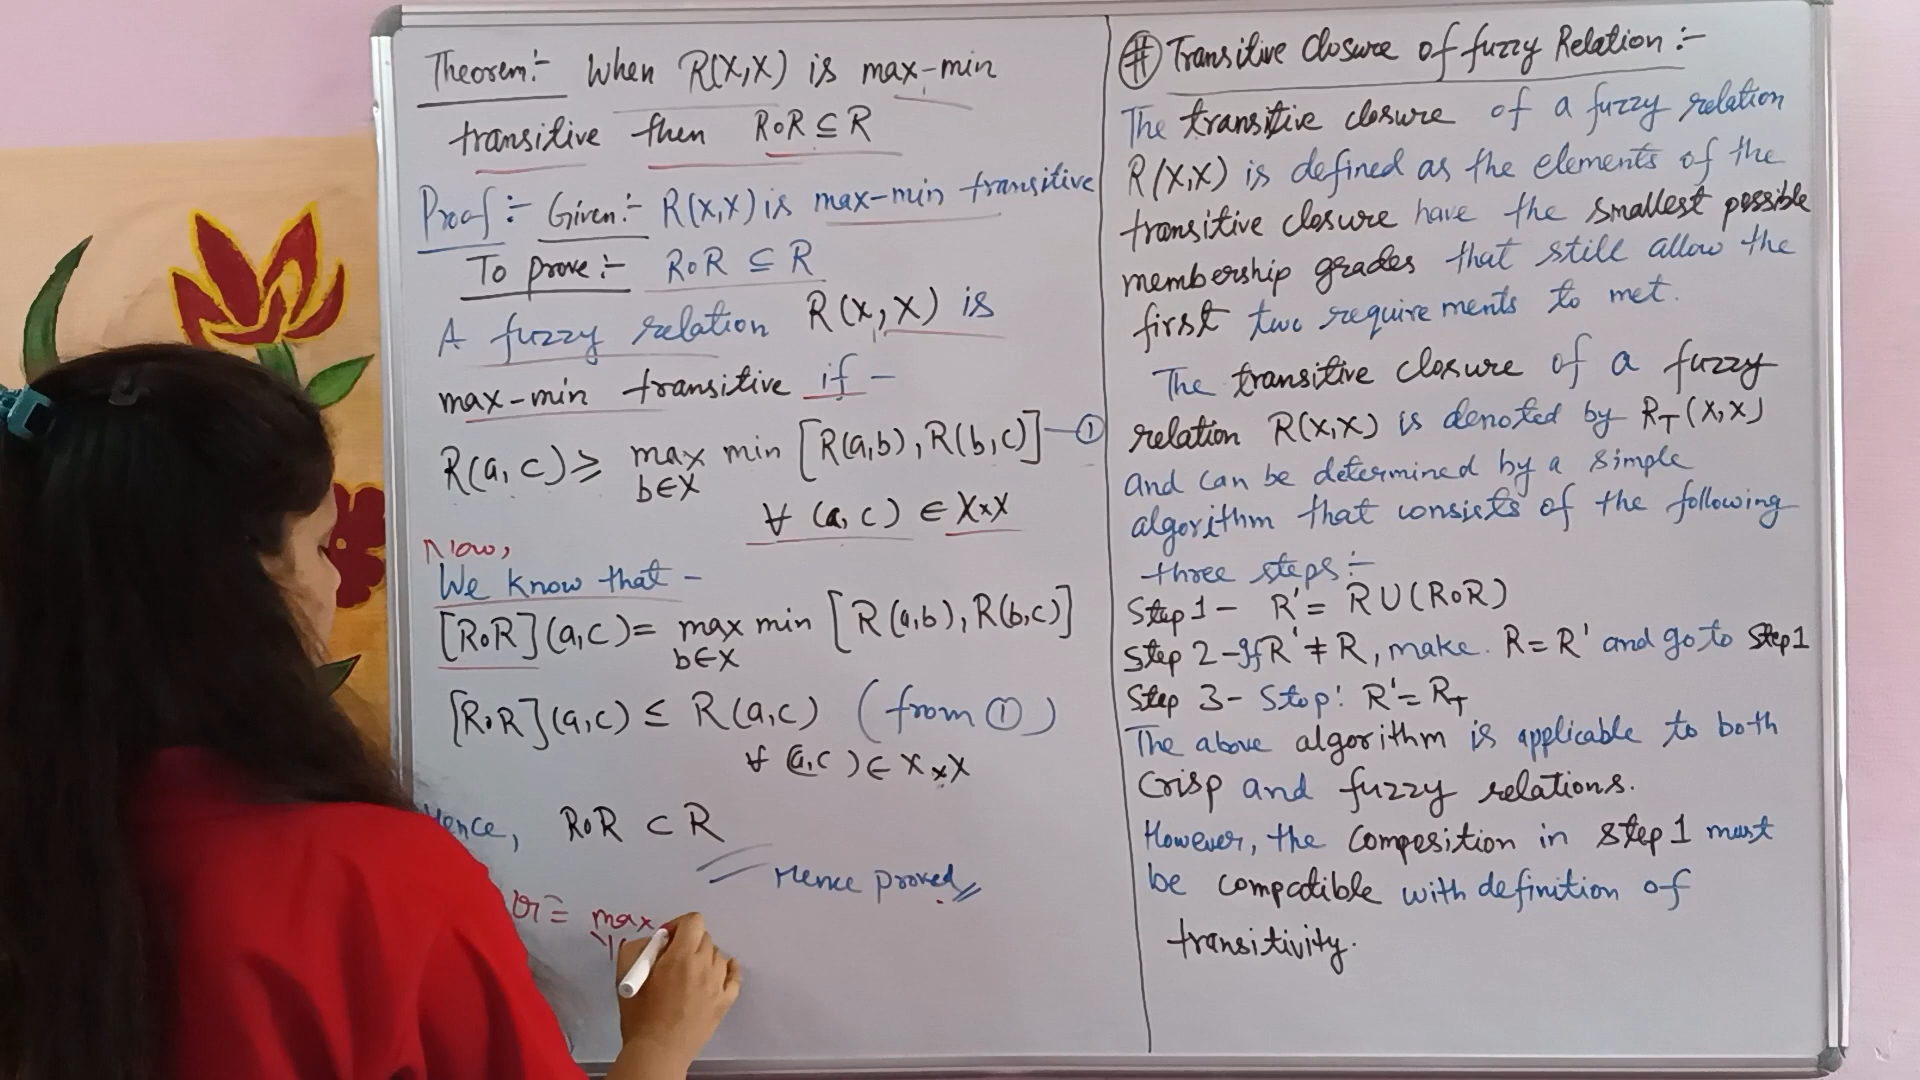 Theorem:- When R(X,X) is max-min
transitive then R∘R ⊆ R
Proof:- Given:- R(X,X) is max-min transitive
To prove:- R∘R ⊆ R
A fuzzy relation R(X,X) is
max-min transitive if -
R(a,c) ≥ max min [R(a,b), R(b,c)] — ①
b∈X
∀ (a,c) ∈ X×X
Now,
We know that -
[R∘R](a,c) = max min [R(a,b), R(b,c)]
b∈X
[R∘R](a,c) ≤ R(a,c) (from ①)
∀ (a,c) ∈ X×X
Hence, R∘R ⊂ R
Hence proved
= max
# Transitive Closure of fuzzy Relation:-
The transitive closure of a fuzzy relation
R(X,X) is defined as the elements of the
transitive closure have the smallest possible
membership grades that still allow the
first two requirements to met.
The transitive closure of a fuzzy
relation R(X,X) is denoted by R_T(X,X)
and can be determined by a simple
algorithm that consists of the following
three steps:-
Step 1- R' = R∪(R∘R)
Step 2-If R' ≠ R, make. R=R' and go to Step 1
Step 3- Stop: R'=R_T
The above algorithm is applicable to both
Crisp and fuzzy relations.
However, the composition in step 1 must
be compatible with definition of
transitivity.